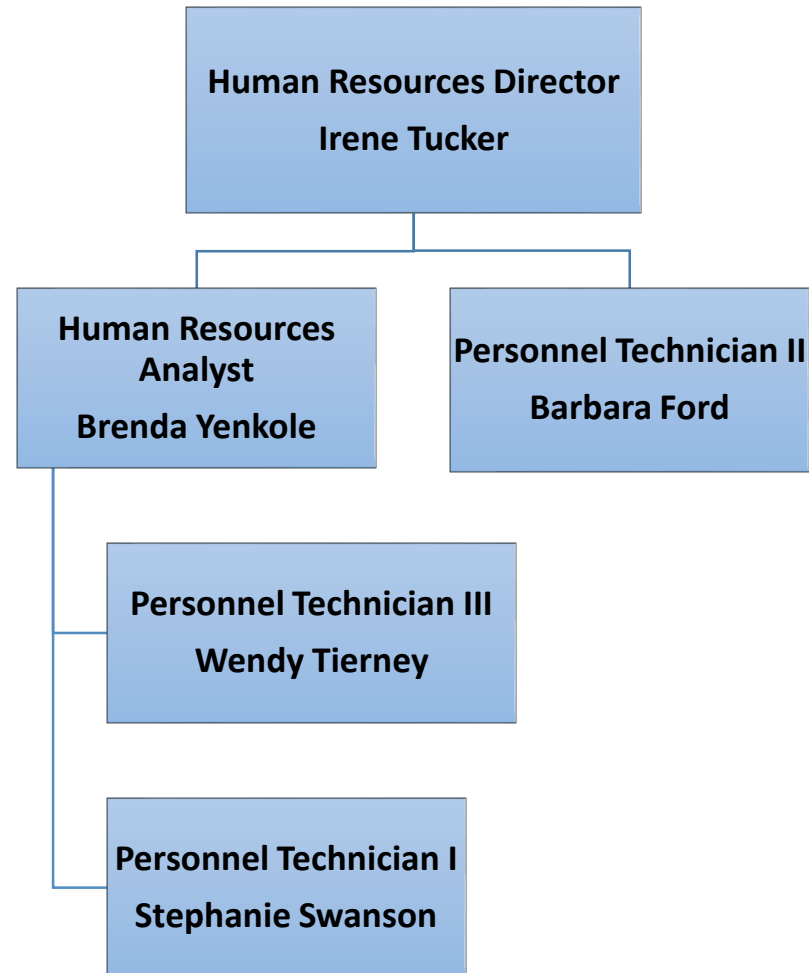 Human Resources Director
Irene Tucker
Human Resources
Analyst
Brenda Yenkole
Personnel Technician II
Barbara Ford
Personnel Technician III
Wendy Tierney
Personnel Technician I
Stephanie Swanson